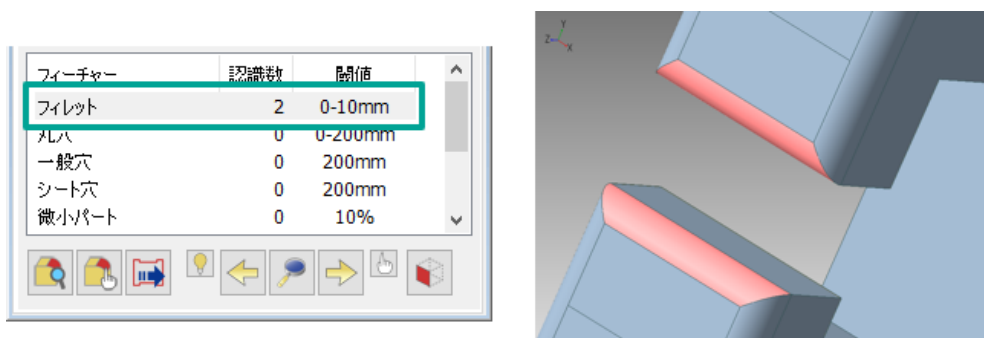 フィーチャー 認識数 閾値
フィレット 2 0-10mm
丸穴 0 0-200mm
一般穴 0 200mm
シート穴 0 200mm
微小パート 0 10%
Y
Z X